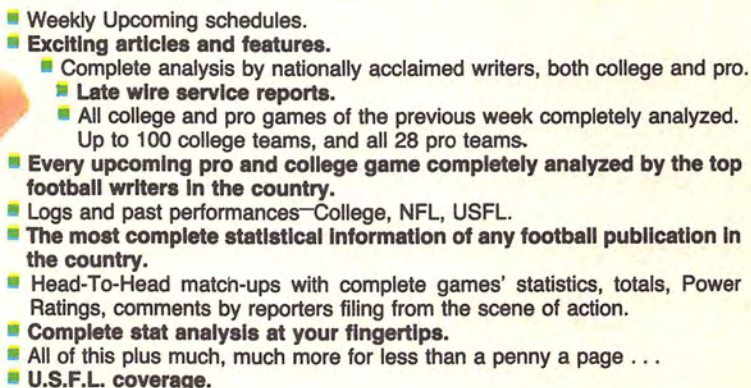 Weekly Upcoming schedules.
Exciting articles and features.
Complete analysis by nationally acclaimed writers, both college and pro.
Late wire service reports.
All college and pro games of the previous week completely analyzed.
Up to 100 college teams, and all 28 pro teams.
Every upcoming pro and college game completely analyzed by the top
football writers in the country.
Logs and past performances—College, NFL, USFL.
The most complete statistical information of any football publication in
the country.
Head-To-Head match-ups with complete games' statistics, totals, Power
Ratings, comments by reporters filing from the scene of action.
Complete stat analysis at your fingertips.
All of this plus much, much more for less than a penny a page . . .
U.S.F.L. coverage.